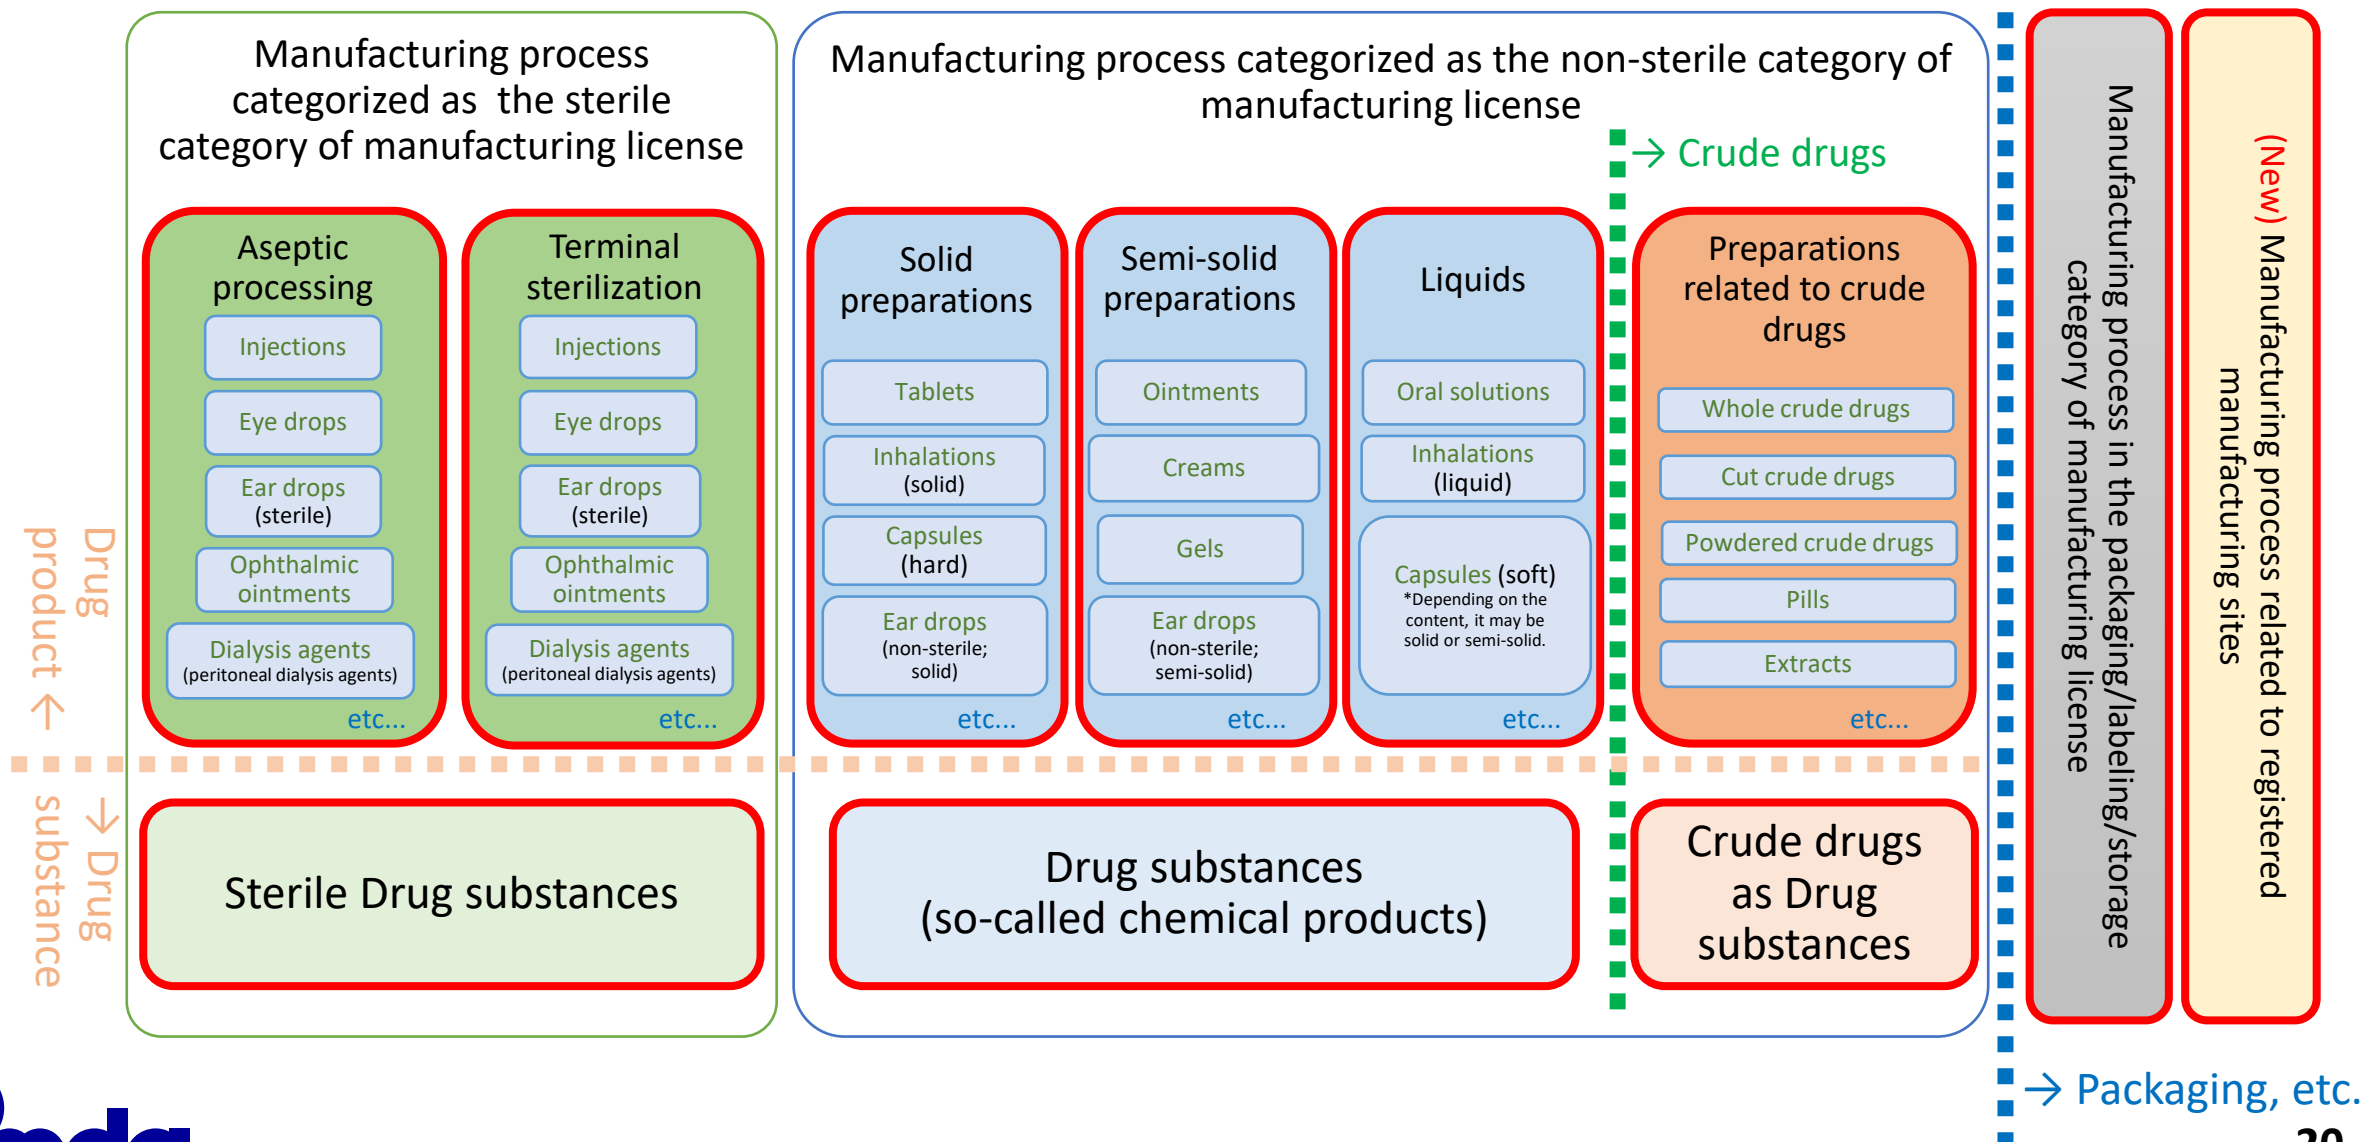 Manufacturing process
categorized as the sterile
category of manufacturing license
Aseptic
processing
Injections
Eye drops
Ear drops
(sterile)
Ophthalmic
ointments
Dialysis agents
(peritoneal dialysis agents)
etc...
Terminal
sterilization
Injections
Eye drops
Ear drops
(sterile)
Ophthalmic
ointments
Dialysis agents
(peritoneal dialysis agents)
etc...
Manufacturing process categorized as the non-sterile category of
manufacturing license
→ Crude drugs
Solid
preparations
Tablets
Inhalations
(solid)
Capsules
(hard)
Ear drops
(non-sterile;
solid)
etc...
Semi-solid
preparations
Ointments
Creams
Gels
Ear drops
(non-sterile;
semi-solid)
etc...
Liquids
Oral solutions
Inhalations
(liquid)
Capsules (soft)
*Depending on the
content, it may be
solid or semi-solid.
etc...
Preparations
related to crude
drugs
Whole crude drugs
Cut crude drugs
Powdered crude drugs
Pills
Extracts
etc...
Drug
product ←
→ Drug
substance
Sterile Drug substances
Drug substances
(so-called chemical products)
Crude drugs
as Drug
substances
Manufacturing process in the packaging/labeling/storage
category of manufacturing license
(New) Manufacturing process related to registered
manufacturing sites
→ Packaging, etc.